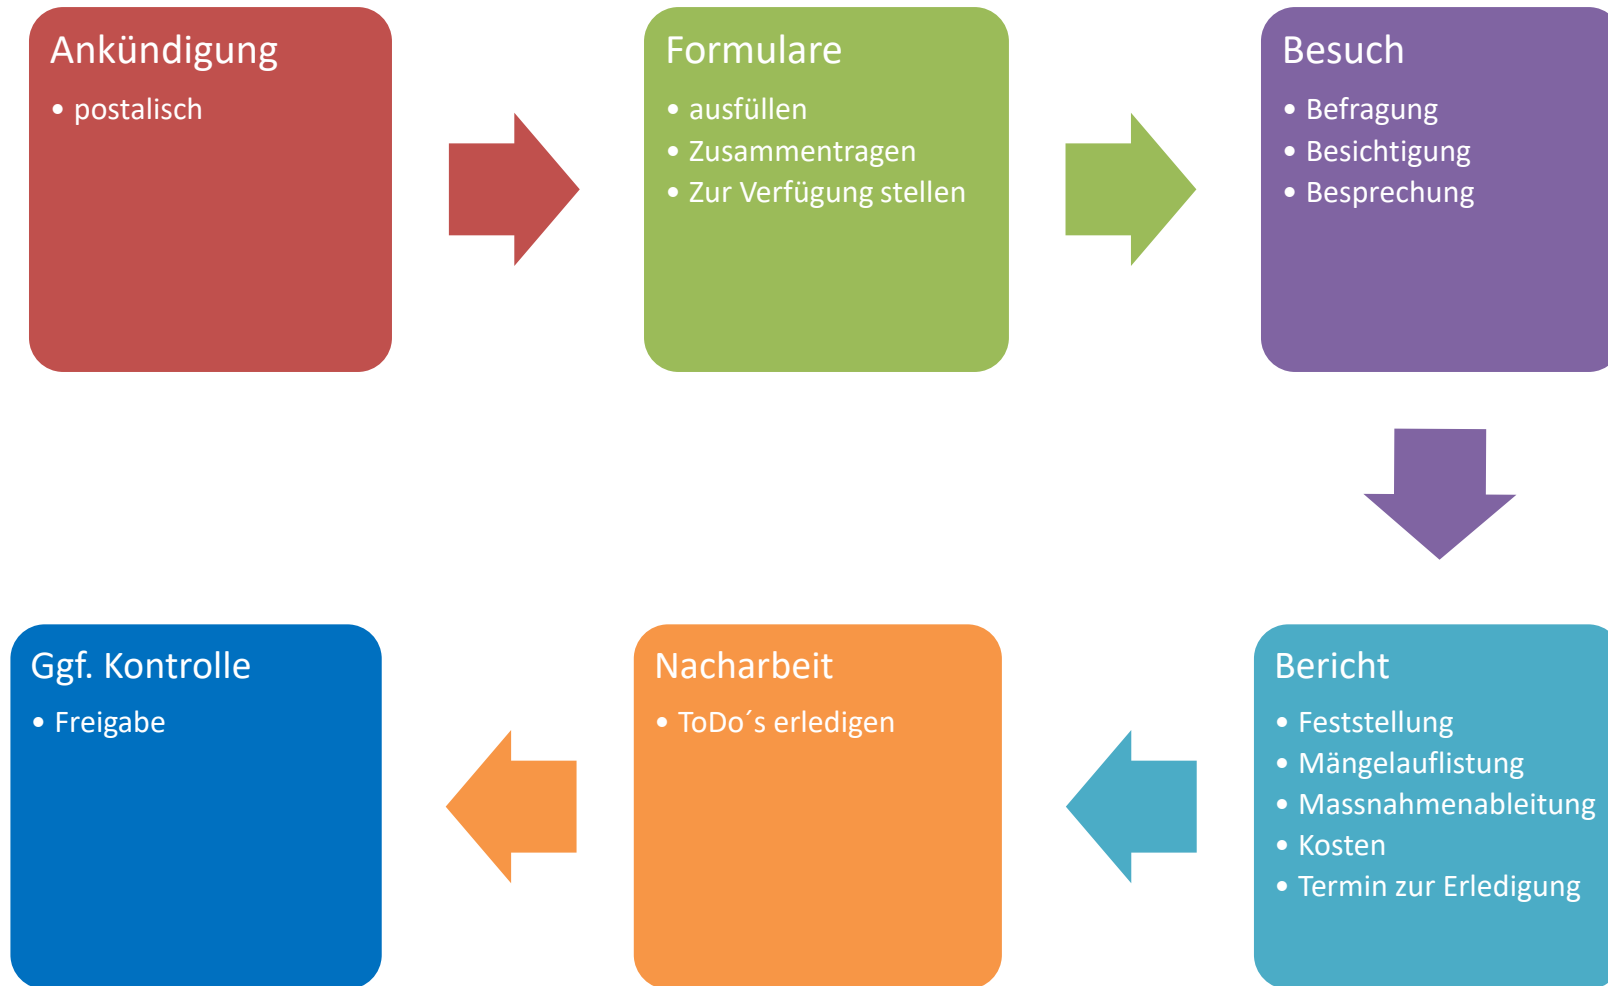 Ankündigung
• postalisch
Formulare
• ausfüllen
• Zusammentragen
• Zur Verfügung stellen
Besuch
• Befragung
• Besichtigung
• Besprechung
Bericht
• Feststellung
• Mängelauflistung
• Massnahmenableitung
• Kosten
• Termin zur Erledigung
Nacharbeit
• ToDo´s erledigen
Ggf. Kontrolle
• Freigabe